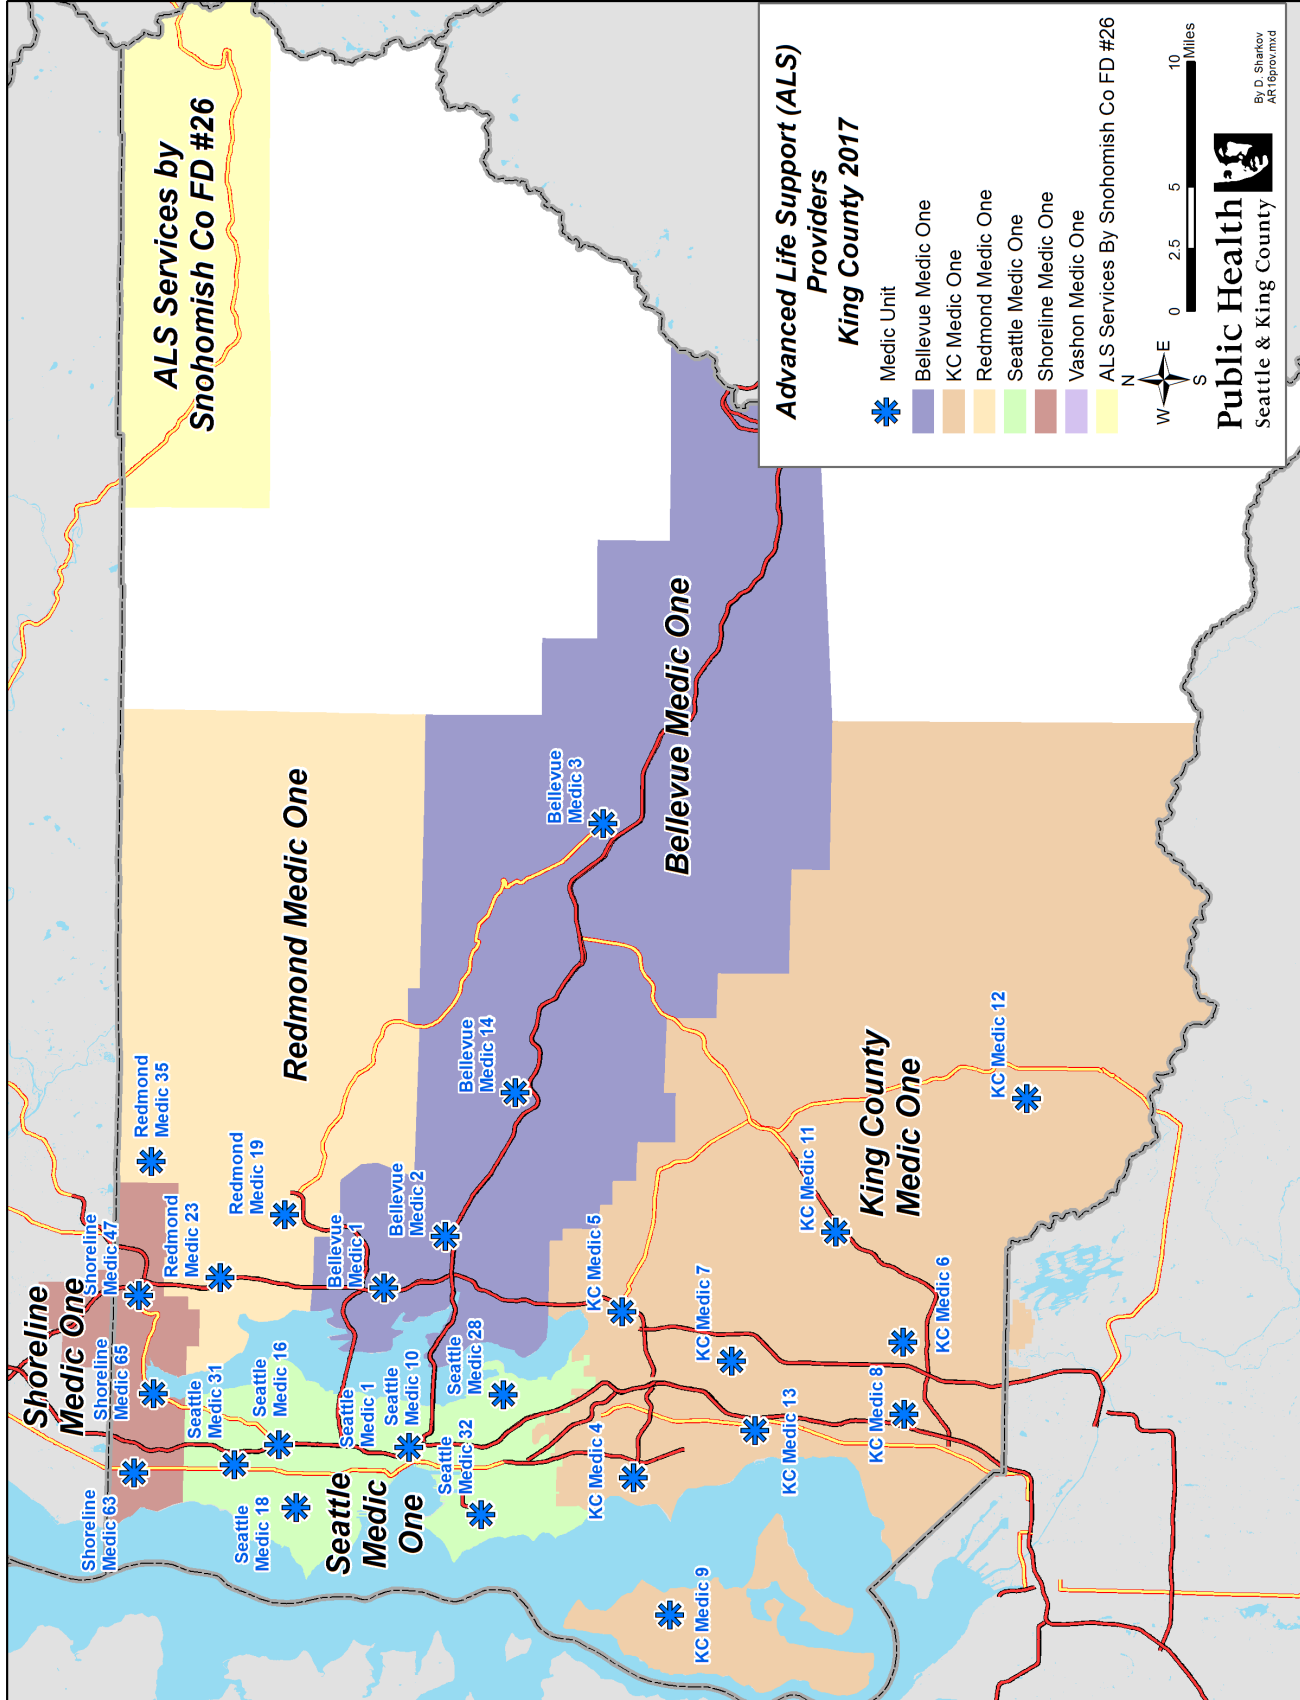 ALS Services by
Snohomish Co FD #26
Redmond Medic One
Bellevue Medic One
King County
Medic One
Shoreline
Medic One
Seattle
Medic
One
Shoreline
Medic 63
Shoreline
Medic 65
Shoreline
Medic 47
Redmond
Medic 35
Redmond
Medic 23
Redmond
Medic 19
Seattle
Medic 18
Seattle
Medic 31
Seattle
Medic 16
Seattle
Medic 1
Seattle
Medic 10
Seattle
Medic 32
Seattle
Medic 28
Bellevue
Medic 1
Bellevue
Medic 2
Bellevue
Medic 14
Bellevue
Medic 3
KC Medic 4
KC Medic 5
KC Medic 7
KC Medic 13
KC Medic 8
KC Medic 6
KC Medic 11
KC Medic 12
KC Medic 9
Advanced Life Support (ALS)
Providers
King County 2017
Medic Unit
Bellevue Medic One
KC Medic One
Redmond Medic One
Seattle Medic One
Shoreline Medic One
Vashon Medic One
ALS Services By Snohomish Co FD #26
N
W E
S
0 2.5 5 10
Miles
Public Health
Seattle & King County
By D. Sharkov
AR16prov.mxd